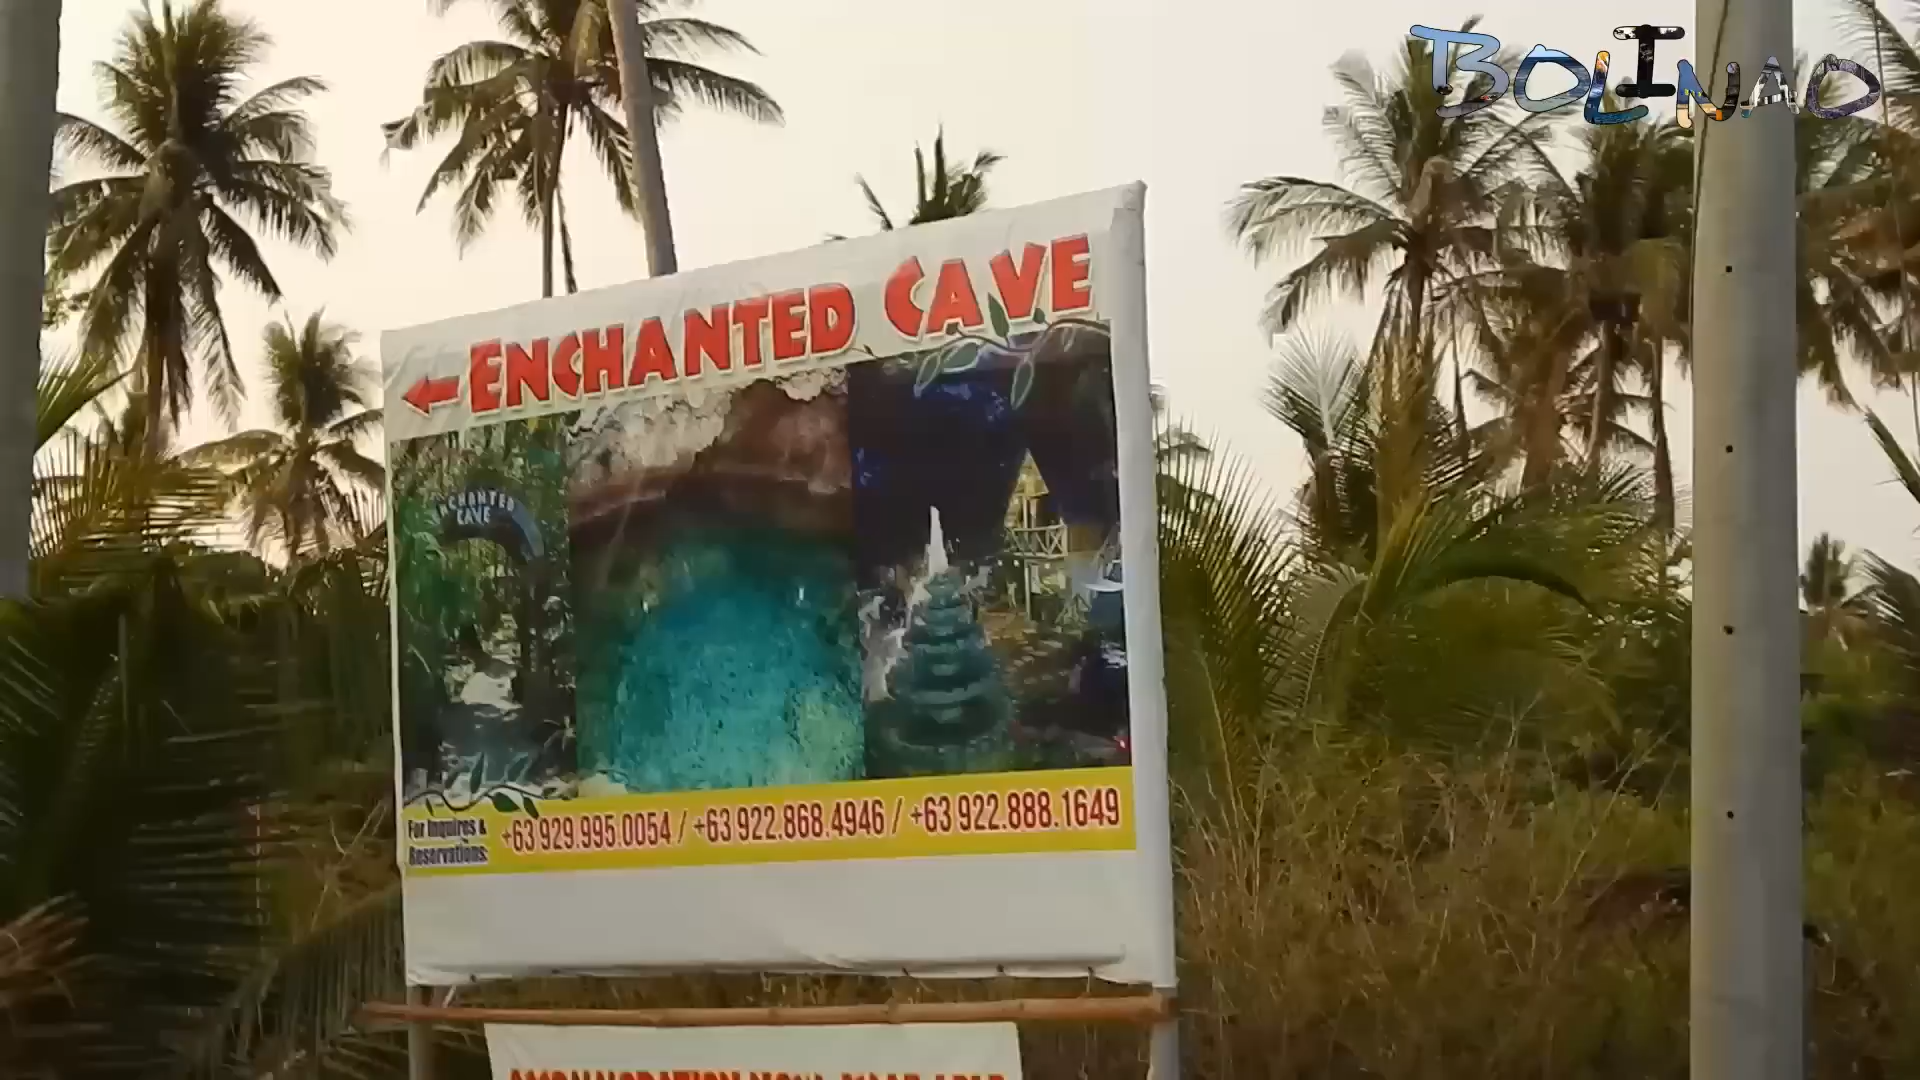 BOLINAO
ENCHANTED CAVE
ENCHANTED
CAVE
For Inquires &
Reservations:
+63 929.995.0054 / +63 922.868.4946 / +63 922.888.1649